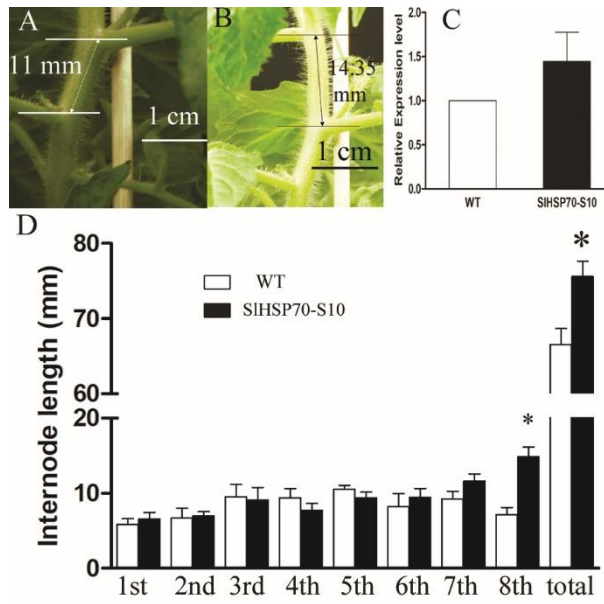 A
11 mm
1 cm
B
14.35
mm
1 cm
C
Relative Expression level
2.0
1.5
1.0
0.5
0.0
WT
SlHSP70-S10
D
Internode length (mm)
80
70
60
20
10
0
WT
SlHSP70-S10
*
*
1st 2nd 3rd 4th 5th 6th 7th 8th total